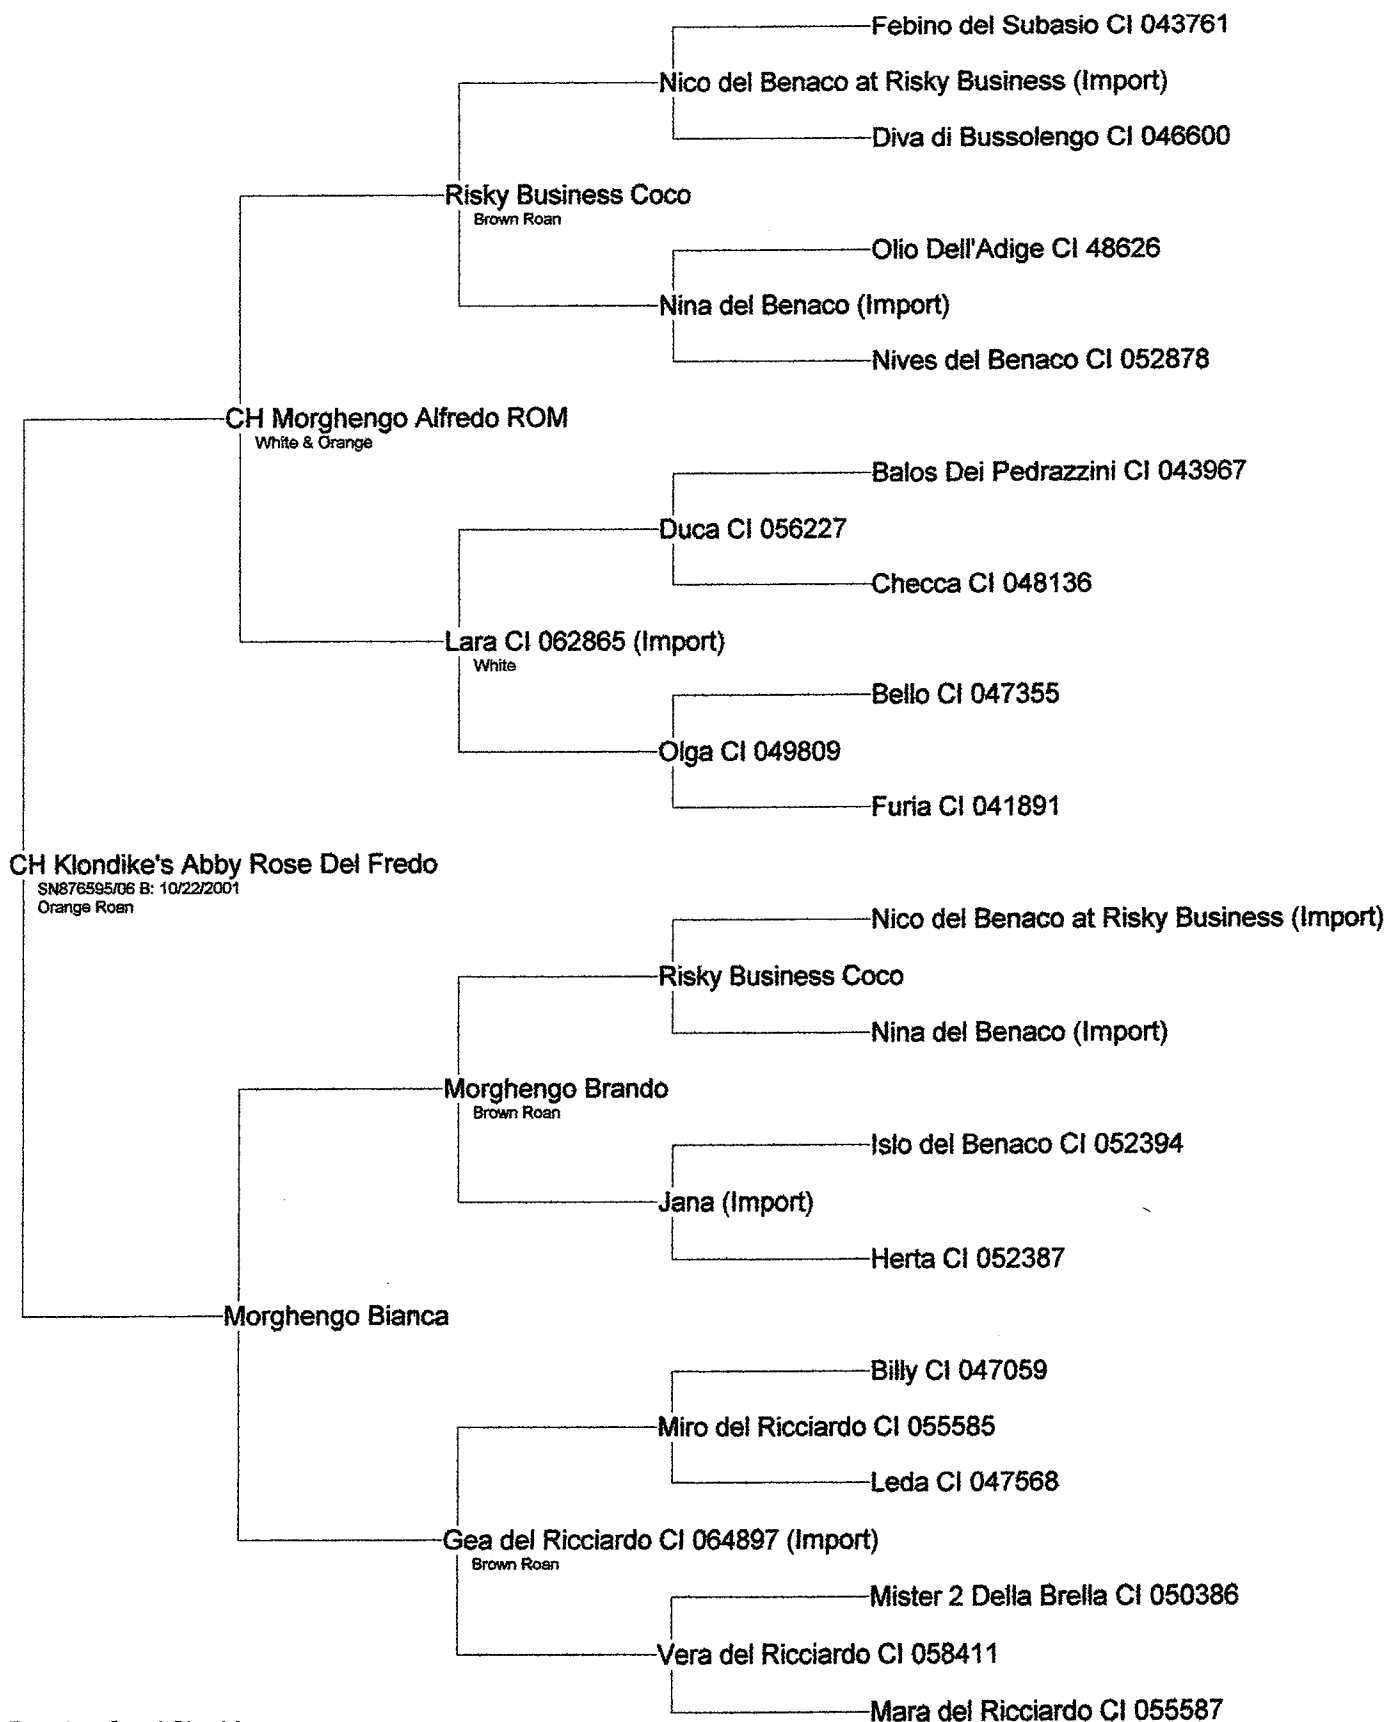 Febino del Subasio CI 043761
Nico del Benaco at Risky Business (Import)
Diva di Bussolengo CI 046600
Risky Business Coco
Brown Roan
Olio Dell'Adige CI 48626
Nina del Benaco (Import)
Nives del Benaco CI 052878
CH Morghengo Alfredo ROM
White & Orange
Balos Dei Pedrazzini CI 043967
Duca CI 056227
Checca CI 048136
Lara CI 062865 (Import)
White
Bello CI 047355
Olga CI 049809
Furia CI 041891
CH Klondike's Abby Rose Del Fredo
SN876595/06 B: 10/22/2001
Orange Roan
Nico del Benaco at Risky Business (Import)
Risky Business Coco
Nina del Benaco (Import)
Morghengo Brando
Brown Roan
Islo del Benaco CI 052394
Jana (Import)
Herta CI 052387
Morghengo Bianca
Billy CI 047059
Miro del Ricciardo CI 055585
Leda CI 047568
Gea del Ricciardo CI 064897 (Import)
Brown Roan
Mister 2 Della Brella CI 050386
Vera del Ricciardo CI 058411
Mara del Ricciardo CI 055587